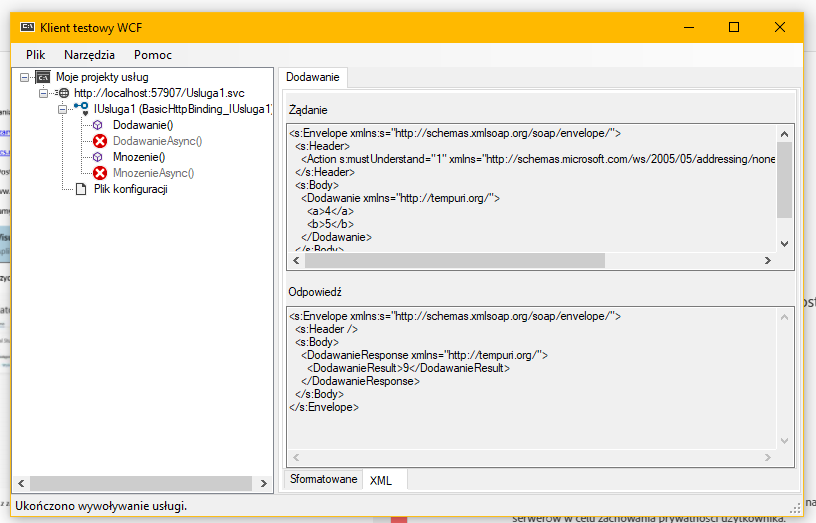 Klient testowy WCF
Plik Narzędzia Pomoc
Moje projekty usług
http://localhost:57907/Usluga1.svc
IUsluga1 (BasicHttpBinding_IUsluga1)
Dodawanie()
DodawanieAsync()
Mnozenie()
MnozenieAsync()
Plik konfiguracji
Dodawanie
Żądanie
<s:Envelope xmlns:s="http://schemas.xmlsoap.org/soap/envelope/">
<s:Header>
<Action s:mustUnderstand="1" xmlns="http://schemas.microsoft.com/ws/2005/05/addressing/none
</s:Header>
<s:Body>
<Dodawanie xmlns="http://tempuri.org/">
<a>4</a>
<b>5</b>
</Dodawanie>
</s:Body>
Odpowiedź
<s:Envelope xmlns:s="http://schemas.xmlsoap.org/soap/envelope/">
<s:Header />
<s:Body>
<DodawanieResponse xmlns="http://tempuri.org/">
<DodawanieResult>9</DodawanieResult>
</DodawanieResponse>
</s:Body>
</s:Envelope>
Sformatowane XML
Ukończono wywoływanie usługi.
serwerów w celu zachowania prywatności użytkownika.